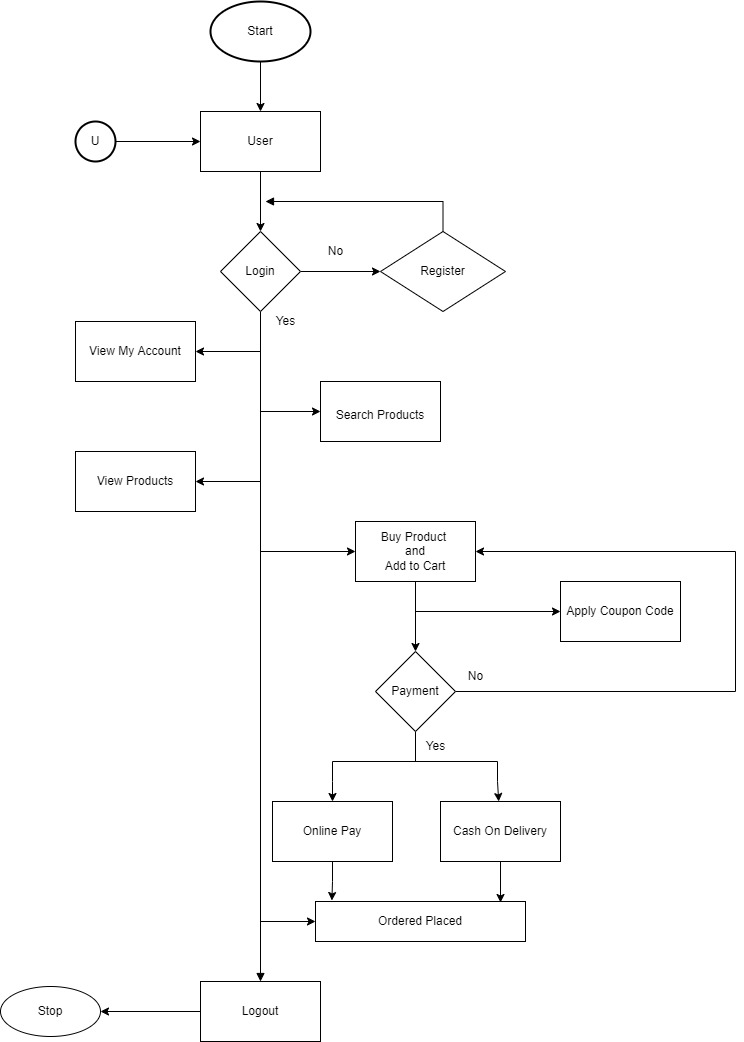 Start
U
User
No
Login
Register
Yes
View My Account
Search Products
View Products
Buy Product
and
Add to Cart
Apply Coupon Code
No
Payment
Yes
Online Pay
Cash On Delivery
Ordered Placed
Stop
Logout